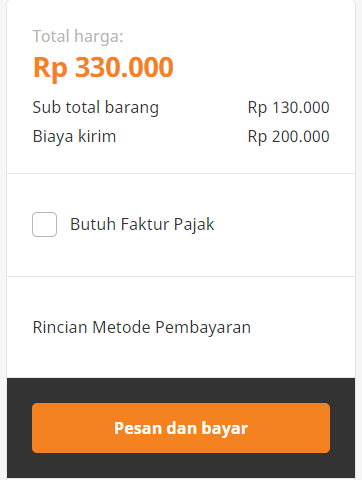 Total harga:
Rp 330.000
Sub total barang Rp 130.000
Biaya kirim Rp 200.000
Butuh Faktur Pajak
Rincian Metode Pembayaran
Pesan dan bayar